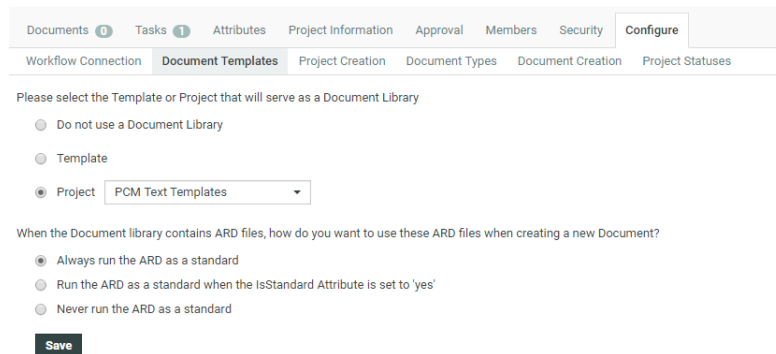 Documents 0 Tasks 1 Attributes Project Information Approval Members Security Configure
Workflow Connection Document Templates Project Creation Document Types Document Creation Project Statuses
Please select the Template or Project that will serve as a Document Library
Do not use a Document Library
Template
Project PCM Text Templates
When the Document library contains ARD files, how do you want to use these ARD files when creating a new Document?
Always run the ARD as a standard
Run the ARD as a standard when the IsStandard Attribute is set to 'yes'
Never run the ARD as a standard
Save